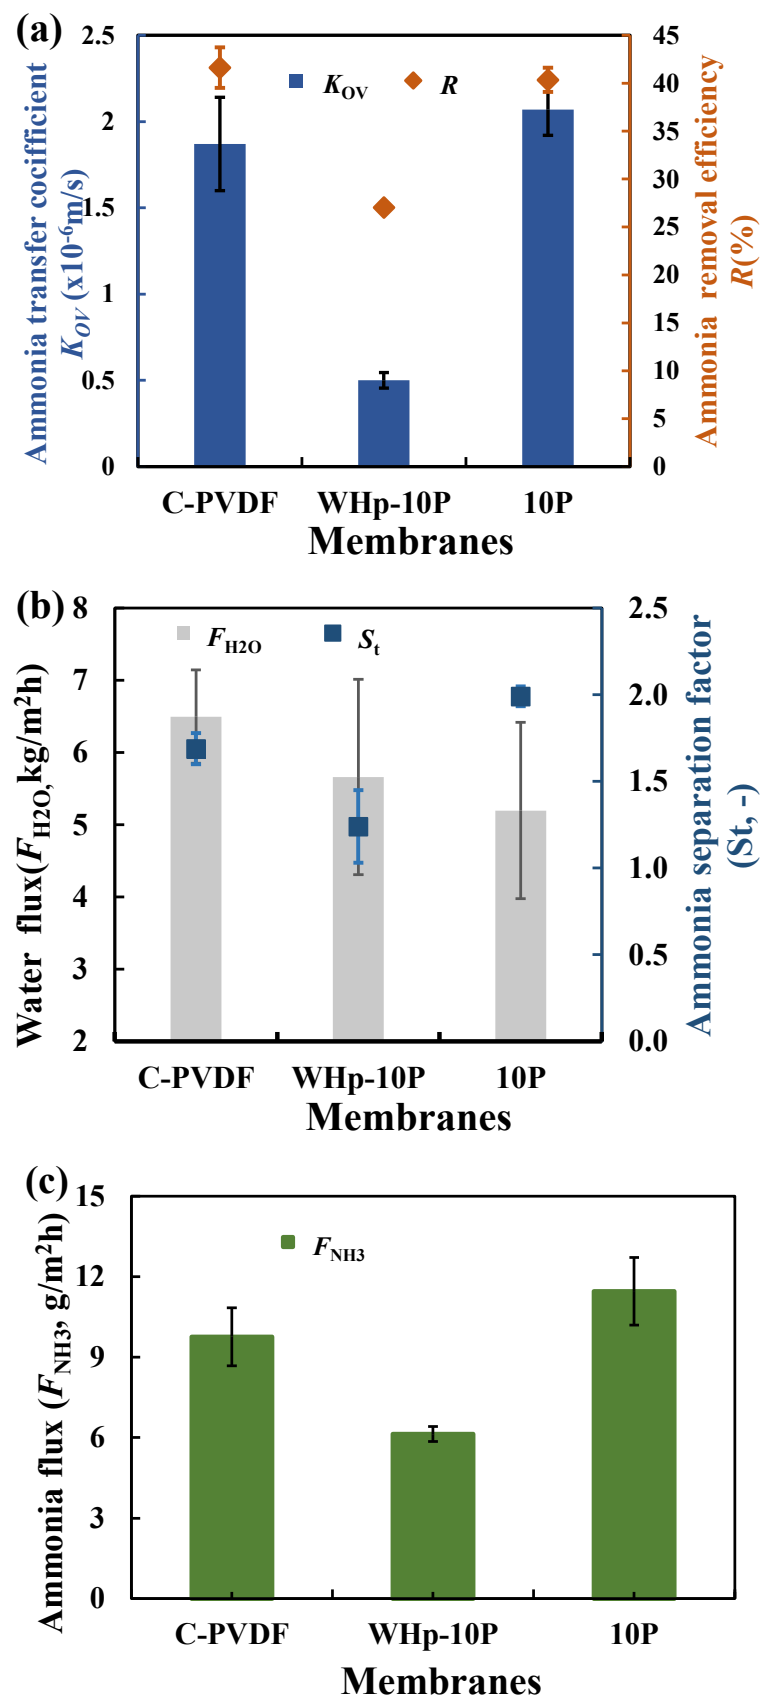 (a)
Ammonia transfer cocifficient
K_OV (x10⁻⁶m/s)
2.5
2
1.5
1
0.5
0
K_OV
R
45
40
35
30
25
20
15
10
5
0
Ammonia removal efficiency
R(%)
C-PVDF WHp-10P 10P
Membranes
(b)
Water flux(F_H2O,kg/m²h)
8
7
6
5
4
3
2
F_H2O
S_t
2.5
2.0
1.5
1.0
0.5
0.0
Ammonia separation factor
(St, -)
C-PVDF WHp-10P 10P
Membranes
(c)
Ammonia flux (F_NH3, g/m²h)
15
12
9
6
3
0
F_NH3
C-PVDF WHp-10P 10P
Membranes